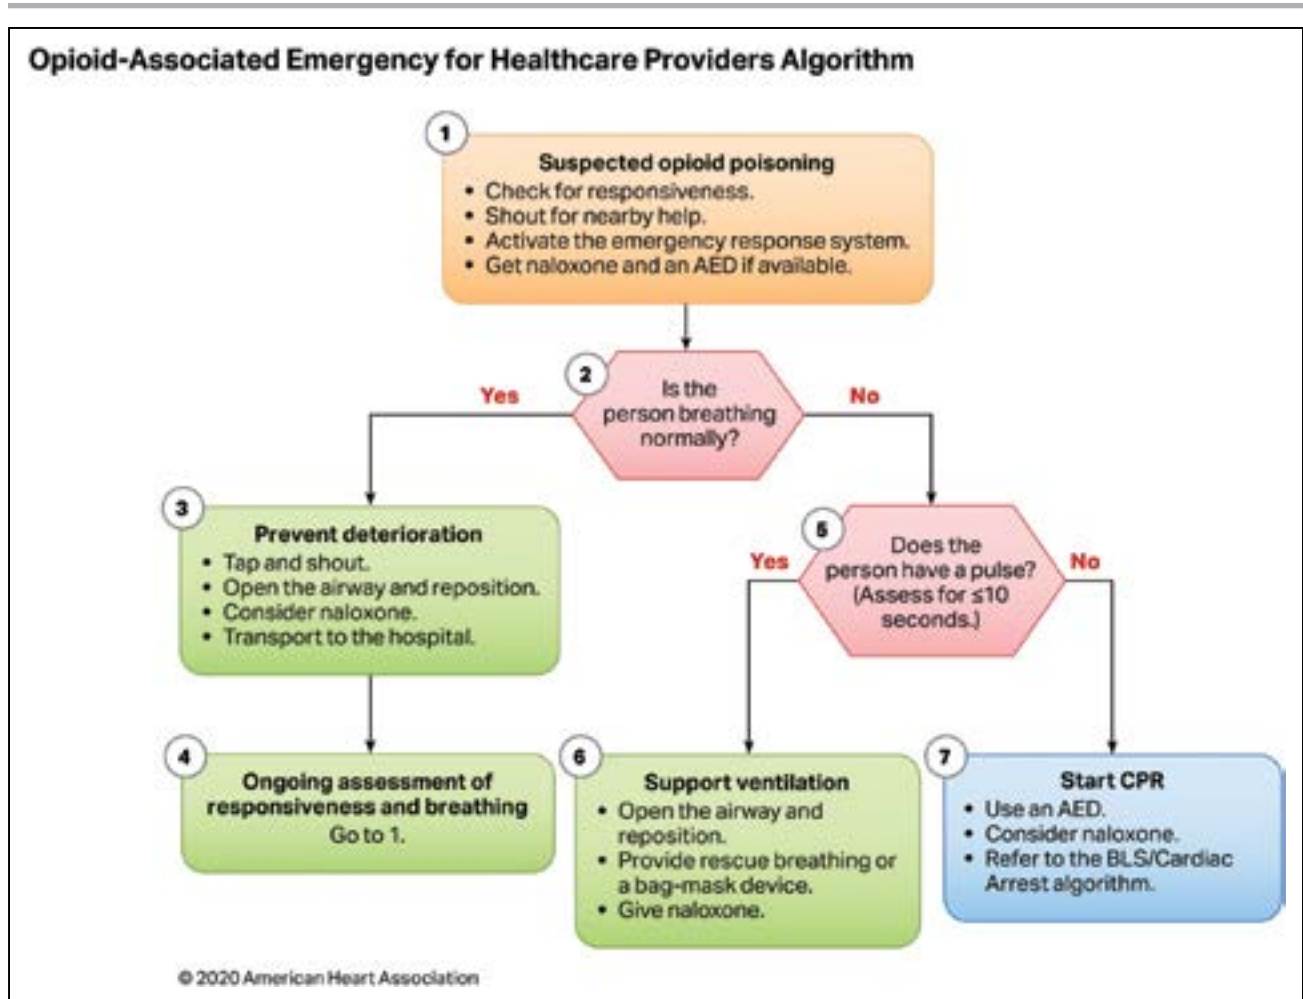 Opioid-Associated Emergency for Healthcare Providers Algorithm
1
Suspected opioid poisoning
• Check for responsiveness.
• Shout for nearby help.
• Activate the emergency response system.
• Get naloxone and an AED if available.
2
Is the
person breathing
normally?
Yes
No
3
Prevent deterioration
• Tap and shout.
• Open the airway and reposition.
• Consider naloxone.
• Transport to the hospital.
4
Ongoing assessment of
responsiveness and breathing
Go to 1.
5
Does the
person have a pulse?
(Assess for ≤10
seconds.)
Yes
No
6
Support ventilation
• Open the airway and
reposition.
• Provide rescue breathing or
a bag-mask device.
• Give naloxone.
7
Start CPR
• Use an AED.
• Consider naloxone.
• Refer to the BLS/Cardiac
Arrest algorithm.
© 2020 American Heart Association